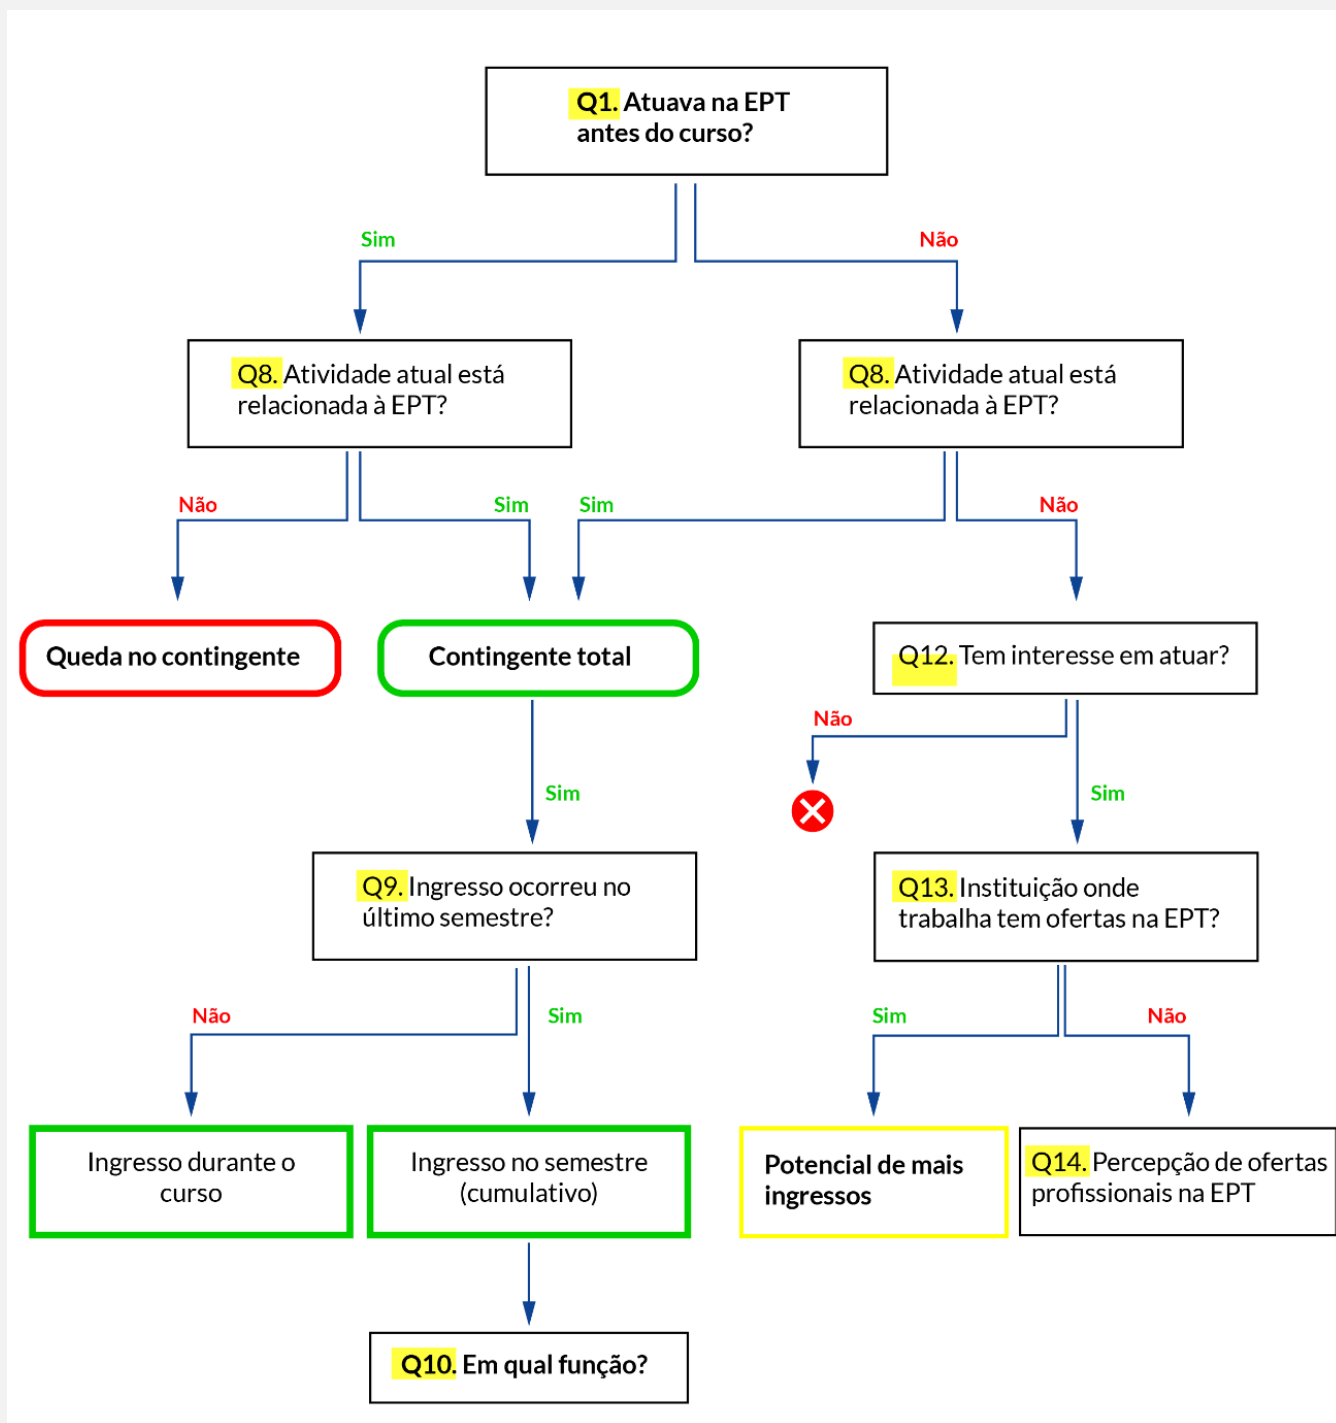 Q1. Atuava na EPT
antes do curso?
Sim
Não
Q8. Atividade atual está
relacionada à EPT?
Q8. Atividade atual está
relacionada à EPT?
Não
Sim
Sim
Não
Queda no contingente
Contingente total
Q12. Tem interesse em atuar?
Não
Sim
Sim
Q9. Ingresso ocorreu no
último semestre?
Q13. Instituição onde
trabalha tem ofertas na EPT?
Não
Sim
Sim
Não
Ingresso durante o
curso
Ingresso no semestre
(cumulativo)
Potencial de mais
ingressos
Q14. Percepção de ofertas
profissionais na EPT
Q10. Em qual função?